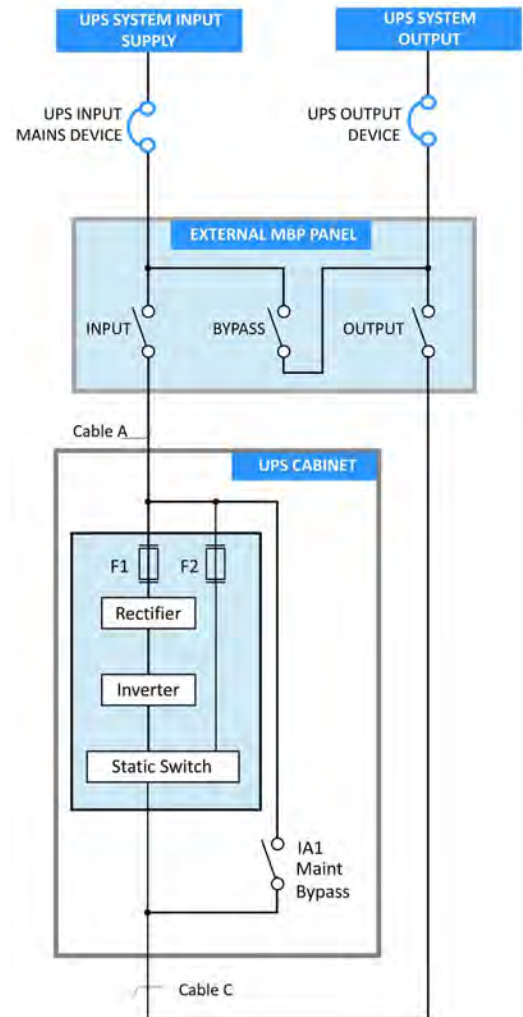 UPS SYSTEM INPUT
SUPPLY
UPS SYSTEM
OUTPUT
UPS INPUT
MAINS DEVICE
UPS OUTPUT
DEVICE
EXTERNAL MBP PANEL
INPUT
BYPASS
OUTPUT
Cable A
UPS CABINET
F1
F2
Rectifier
Inverter
Static Switch
IA1
Maint
Bypass
Cable C